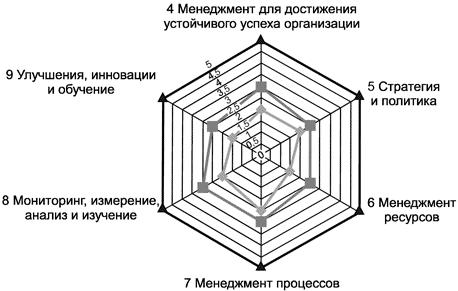 4 Менеджмент для достижения
устойчивого успеха организации
5 Стратегия
и политика
6 Менеджмент
ресурсов
7 Менеджмент процессов
8 Мониторинг, измерение,
анализ и изучение
9 Улучшения, инновации
и обучение
5
4,5
4
3,5
3
2,5
2
1,5
1
0,5
0